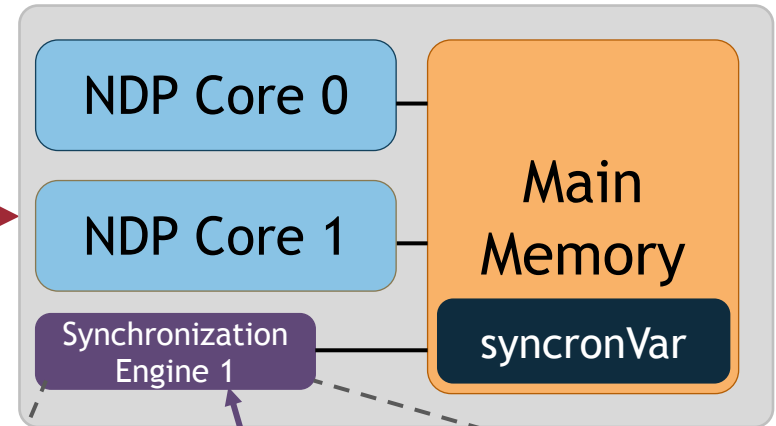 NDP Core 0
NDP Core 1
Main
Memory
syncronVar
Synchronization
Engine 1